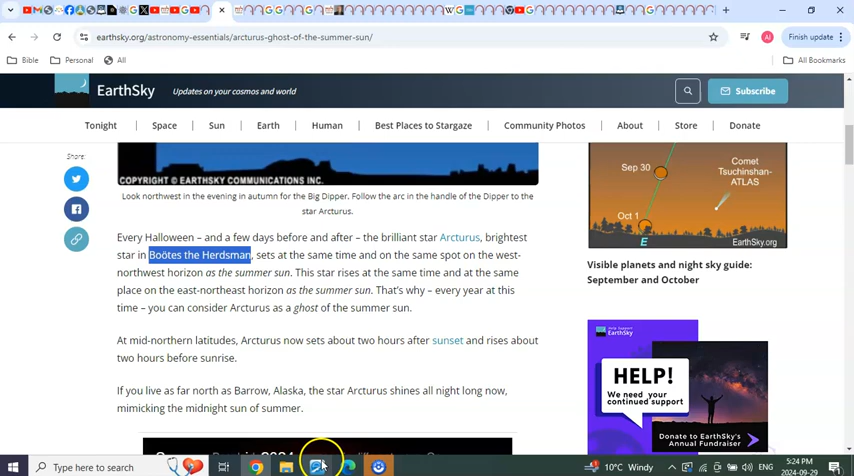 Finish update
earthsky.org/astronomy-essentials/arcturus-ghost-of-the-summer-sun/
Bible
Papal
All
All Bookmarks
EarthSky
Updates on your cosmos and world
Subscribe
Tonight
Space
Sun
Earth
Human
Best Places to Stargaze
Community Photos
About
Store
Donate
Share:
COPYRIGHT © EARTHSKY COMMUNICATIONS INC.
Look northwest in the evening in autumn for the Big Dipper. Follow the arc in the handle of the Dipper to the
star Arcturus.
Every Halloween – and a few days before and after – the brilliant star Arcturus, brightest
star in Boötes the Herdsman, sets at the same time and on the same spot on the west-
northwest horizon as the summer sun. This star rises at the same time and at the same
place on the east-northeast horizon as the summer sun. That's why – every year at this
time – you can consider Arcturus as a ghost of the summer sun.
At mid-northern latitudes, Arcturus now sets about two hours after sunset and rises about
two hours before sunrise.
If you live as far north as Barrow, Alaska, the star Arcturus shines all night long now,
mimicking the midnight sun of summer.
Sep 30
Comet
Tsuchinshan-
ATLAS
Oct 1
E
EarthSky.org
Visible planets and night sky guide:
September and October
EarthSky
HELP!
We need your
continued support
Donate to EarthSky's
Annual Fundraiser
Type here to search
10°C Windy
5:24 PM
2024-09-29